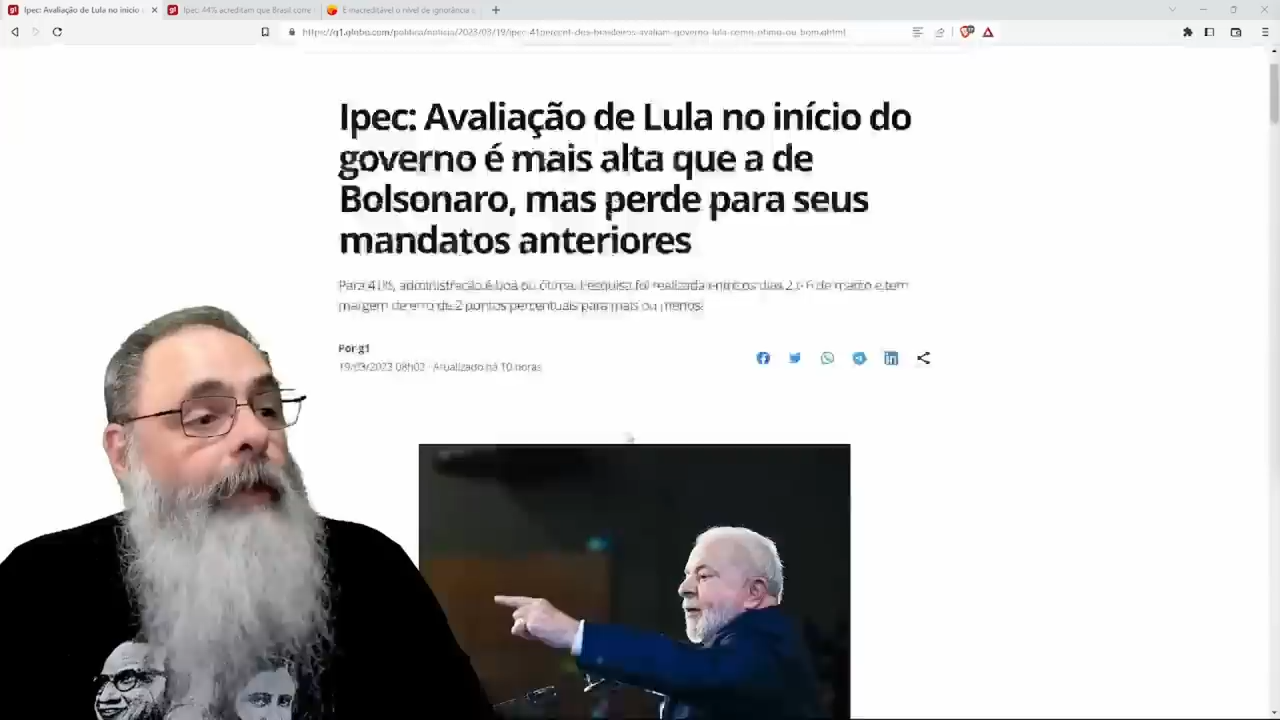 Ipec: Avaliação de Lula no início
Ipec: 44% acreditam que Brasil corre
É inacreditável o nível de ignorância
https://g1.globo.com/politica/noticia/2023/03/19/ipec-41percent-dos-brasileiros-avaliam-governo-lula-como-otimo-ou-bom.ghtml
Ipec: Avaliação de Lula no início do
governo é mais alta que a de
Bolsonaro, mas perde para seus
mandatos anteriores
Para 41%, administração é boa ou ótima. Pesquisa foi realizada entre os dias 2 e 6 de março e tem
margem de erro de 2 pontos percentuais para mais ou menos.
Por g1
19/03/2023 08h02 · Atualizado há 10 horas